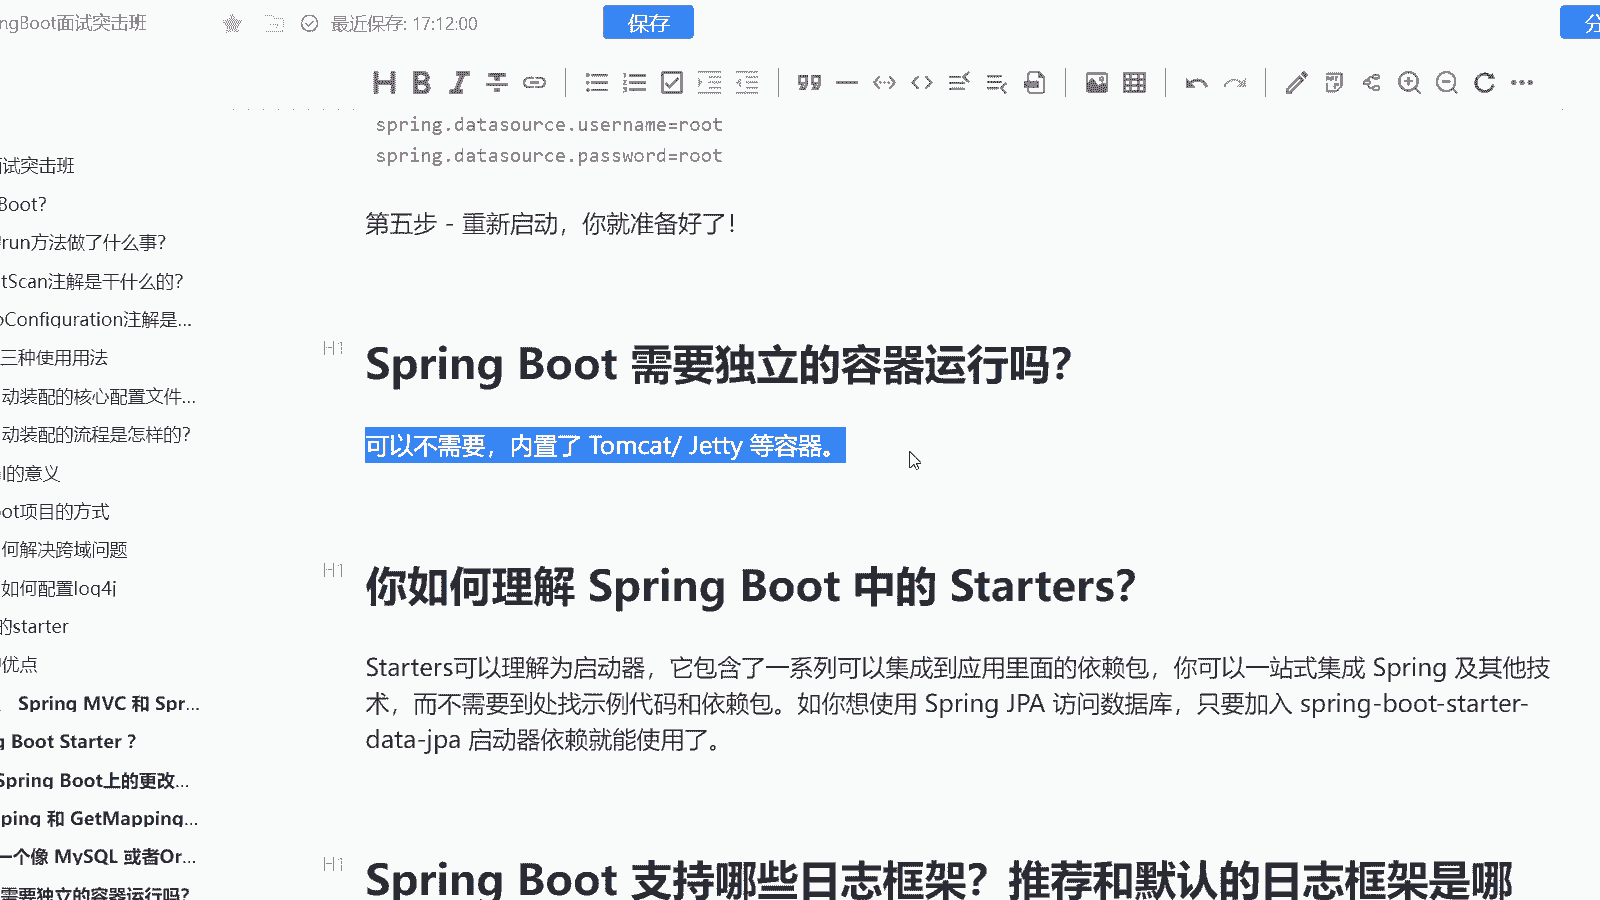 ngBoot面试突击班
最近保存: 17:12:00
保存
分
spring.datasource.username=root
spring.datasource.password=root
第五步 - 重新启动，你就准备好了！
H1
Spring Boot 需要独立的容器运行吗？
可以不需要，内置了 Tomcat/ Jetty 等容器。
H1
你如何理解 Spring Boot 中的 Starters？
Starters可以理解为启动器，它包含了一系列可以集成到应用里面的依赖包，你可以一站式集成 Spring 及其他技
术，而不需要到处找示例代码和依赖包。如你想使用 Spring JPA 访问数据库，只要加入 spring-boot-starter-
data-jpa 启动器依赖就能使用了。
H1
Spring Boot 支持哪些日志框架？推荐和默认的日志框架是哪
面试突击班
Boot?
run方法做了什么事?
tScan注解是干什么的?
oConfiguration注解是...
三种使用用法
动装配的核心配置文件...
动装配的流程是怎样的?
l的意义
ot项目的方式
何解决跨域问题
如何配置log4j
的starter
优点
Spring MVC 和 Spr...
g Boot Starter ?
Spring Boot上的更改...
ping 和 GetMapping...
一个像 MySQL 或者Or...
需要独立的容器运行吗?